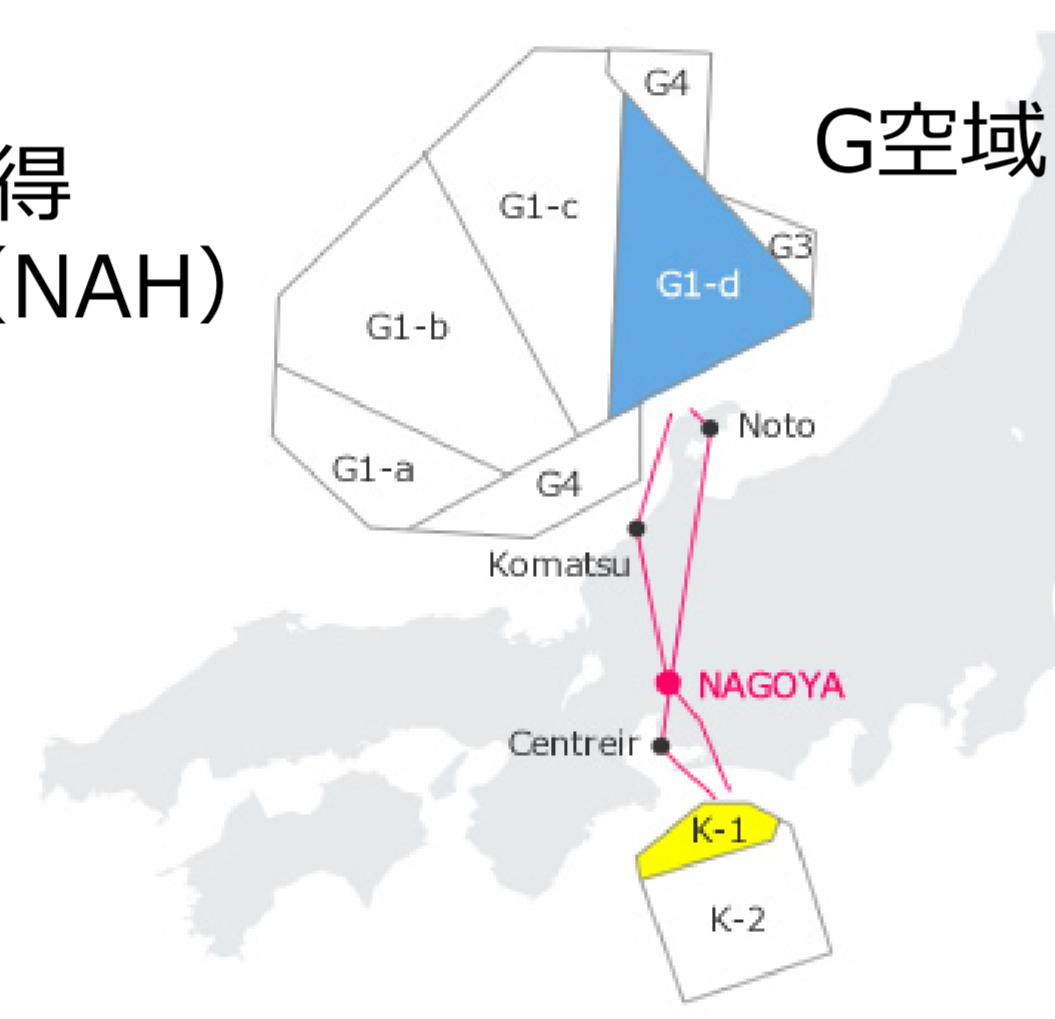 G4
G空域
得
G1-c
G3
（NAH）
G1-d
G1-b
Noto
G1-a
G4
Komatsu
NAGOYA
Centreir
K-1
K-2